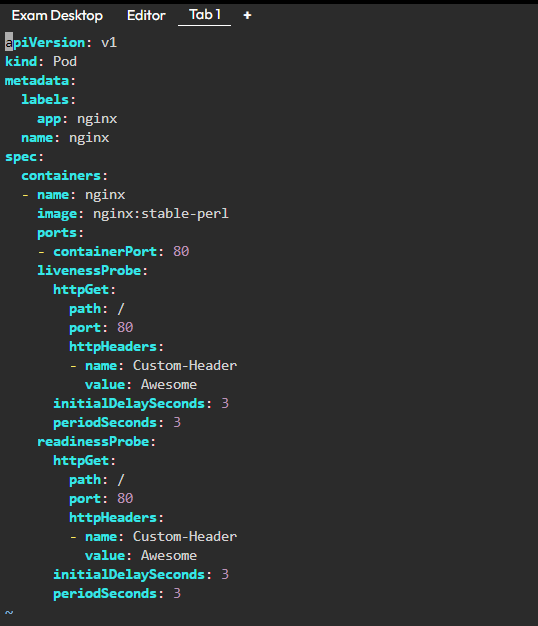 Exam Desktop Editor Tab 1 +
apiVersion: v1
kind: Pod
metadata:
  labels:
    app: nginx
  name: nginx
spec:
  containers:
  - name: nginx
    image: nginx:stable-perl
    ports:
    - containerPort: 80
    livenessProbe:
      httpGet:
        path: /
        port: 80
        httpHeaders:
        - name: Custom-Header
          value: Awesome
      initialDelaySeconds: 3
      periodSeconds: 3
    readinessProbe:
      httpGet:
        path: /
        port: 80
        httpHeaders:
        - name: Custom-Header
          value: Awesome
      initialDelaySeconds: 3
      periodSeconds: 3
~